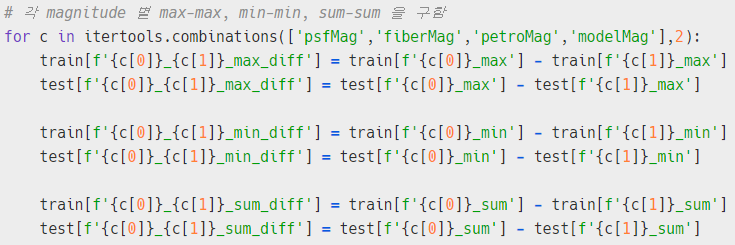 # 각 magnitude 별 max-max, min-min, sum-sum 을 구함
for c in itertools.combinations(['psfMag','fiberMag','petroMag','modelMag'],2):
    train[f'{c[0]}_{c[1]}_max_diff'] = train[f'{c[0]}_max'] - train[f'{c[1]}_max']
    test[f'{c[0]}_{c[1]}_max_diff'] = test[f'{c[0]}_max'] - test[f'{c[1]}_max']

    train[f'{c[0]}_{c[1]}_min_diff'] = train[f'{c[0]}_min'] - train[f'{c[1]}_min']
    test[f'{c[0]}_{c[1]}_min_diff'] = test[f'{c[0]}_min'] - test[f'{c[1]}_min']

    train[f'{c[0]}_{c[1]}_sum_diff'] = train[f'{c[0]}_sum'] - train[f'{c[1]}_sum']
    test[f'{c[0]}_{c[1]}_sum_diff'] = test[f'{c[0]}_sum'] - test[f'{c[1]}_sum']